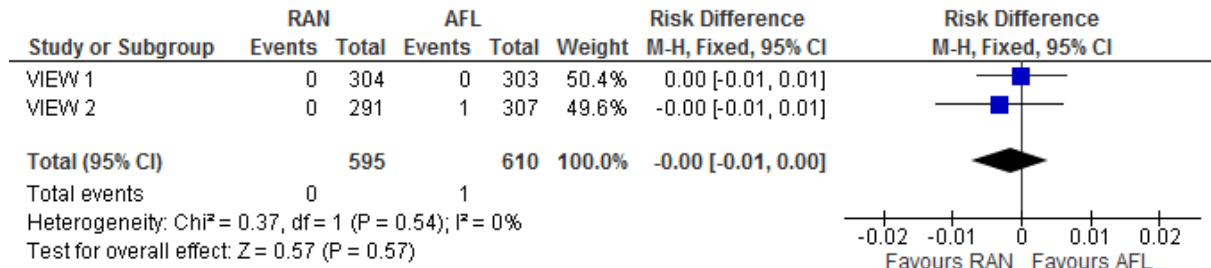 RAN AFL Risk Difference Risk Difference
Study or Subgroup Events Total Events Total Weight M-H, Fixed, 95% CI M-H, Fixed, 95% CI
VIEW 1 0 304 0 303 50.4% 0.00 [-0.01, 0.01]
VIEW 2 0 291 1 307 49.6% -0.00 [-0.01, 0.01]
Total (95% CI) 595 610 100.0% -0.00 [-0.01, 0.00]
Total events 0 1
Heterogeneity: Chi² = 0.37, df = 1 (P = 0.54); I² = 0%
Test for overall effect: Z = 0.57 (P = 0.57)
-0.02 -0.01 0 0.01 0.02
Favours RAN Favours AFL